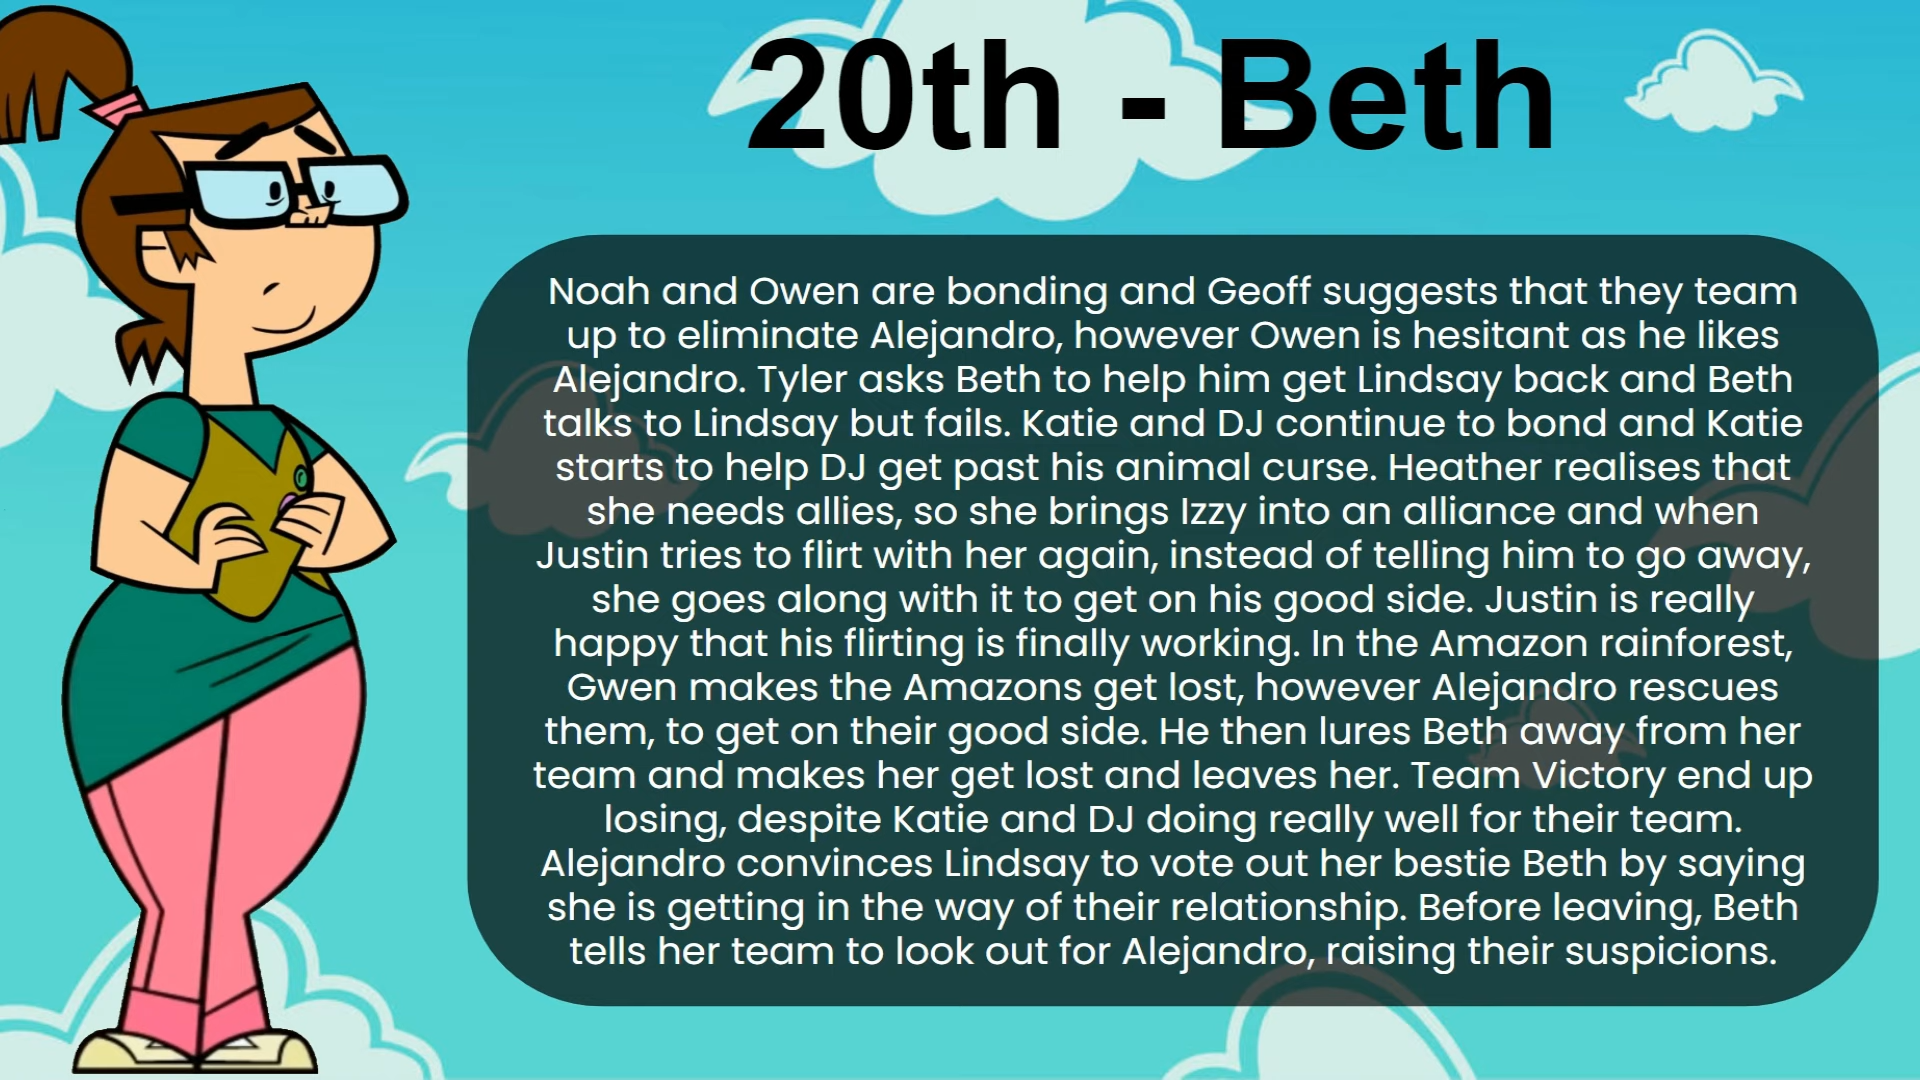 20th - Beth
Noah and Owen are bonding and Geoff suggests that they team
up to eliminate Alejandro, however Owen is hesitant as he likes
Alejandro. Tyler asks Beth to help him get Lindsay back and Beth
talks to Lindsay but fails. Katie and DJ continue to bond and Katie
starts to help DJ get past his animal curse. Heather realises that
she needs allies, so she brings Izzy into an alliance and when
Justin tries to flirt with her again, instead of telling him to go away,
she goes along with it to get on his good side. Justin is really
happy that his flirting is finally working. In the Amazon rainforest,
Gwen makes the Amazons get lost, however Alejandro rescues
them, to get on their good side. He then lures Beth away from her
team and makes her get lost and leaves her. Team Victory end up
losing, despite Katie and DJ doing really well for their team.
Alejandro convinces Lindsay to vote out her bestie Beth by saying
she is getting in the way of their relationship. Before leaving, Beth
tells her team to look out for Alejandro, raising their suspicions.